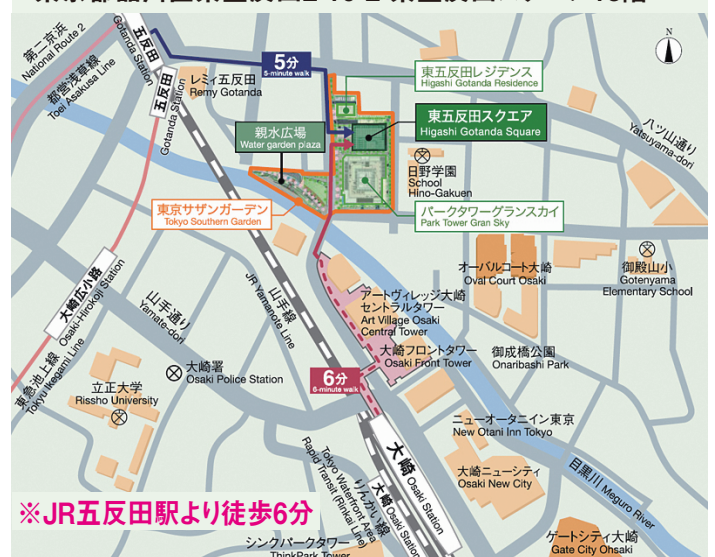 第二京浜
National Route 2
都営浅草線
Toei Asakusa Line
五反田
Gotanda Station
五反田
Gotanda Station
レミィ五反田
Remy Gotanda
5分
5-minute walk
東五反田レジデンス
Higashi Gotanda Residence
東五反田スクエア
Higashi Gotanda Square
八ツ山通り
Yatsuyama-dori
N
親水広場
Water garden plaza
日野学園
School
Hino-Gakuen
東京サザンガーデン
Tokyo Southern Garden
パークタワーグランスカイ
Park Tower Gran Sky
大崎広小路
Osaki-Hirokoji Station
山手通り
Yamate-dori
山手線
JR Yamanote Line
オーバルコート大崎
Oval Court Osaki
御殿山小
Gotenyama
Elementary School
アートヴィレッジ大崎
セントラルタワー
Art Village Osaki
Central Tower
大崎フロントタワー
Osaki Front Tower
御成橋公園
Onaribashi Park
東急池上線
Tokyu Ikegami Line
立正大学
Rissho University
大崎署
Osaki Police Station
6分
6-minute walk
ニューオータニイン東京
New Otani Inn Tokyo
大崎
Osaki Station
大崎ニューシティ
Osaki New City
目黒川 Meguro River
りんかい線
Tokyo Waterfront Area
Rapid Transit (Rinkai Line)
大崎
Osaki Station
※JR五反田駅より徒歩6分
シンクパークタワー
ThinkPark Tower
ゲートシティ大崎
Gate City Ohsaki